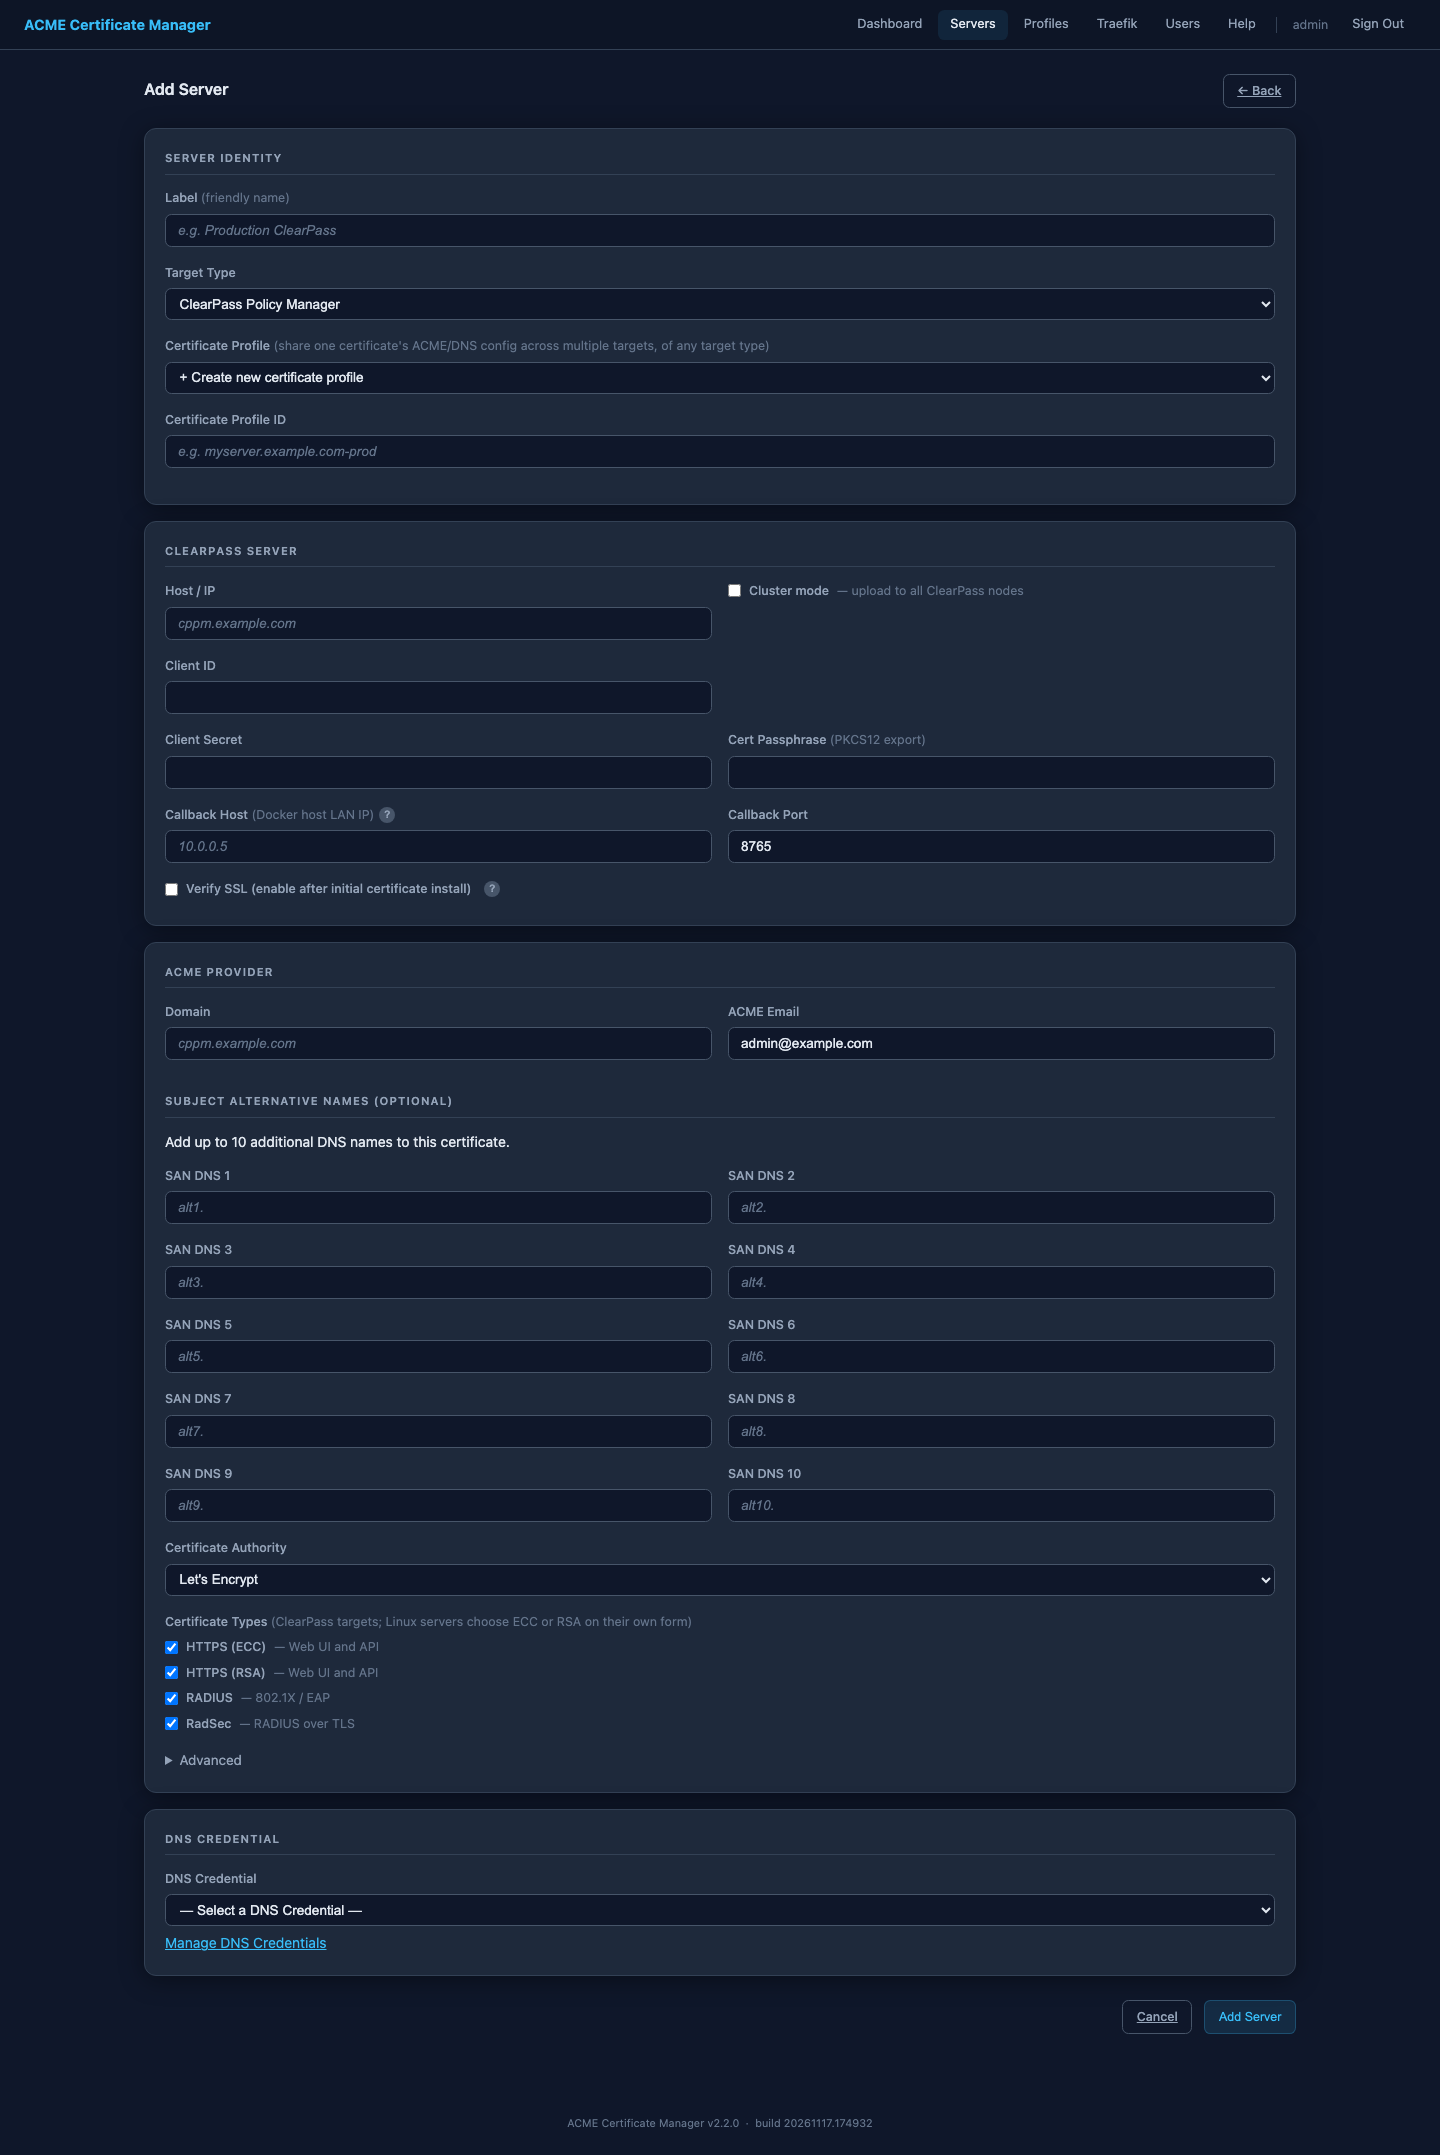 ACME Certificate Manager
Dashboard Servers Profiles Traefik Users Help admin Sign Out
Add Server
← Back
SERVER IDENTITY
Label (friendly name)
e.g. Production ClearPass
Target Type
ClearPass Policy Manager
Certificate Profile (share one certificate's ACME/DNS config across multiple targets, of any target type)
+ Create new certificate profile
Certificate Profile ID
e.g. myserver.example.com-prod
CLEARPASS SERVER
Host / IP
cppm.example.com
Cluster mode — upload to all ClearPass nodes
Client ID
Client Secret
Cert Passphrase (PKCS12 export)
Callback Host (Docker host LAN IP) ?
10.0.0.5
Callback Port
8765
Verify SSL (enable after initial certificate install) ?
ACME PROVIDER
Domain
cppm.example.com
ACME Email
admin@example.com
SUBJECT ALTERNATIVE NAMES (OPTIONAL)
Add up to 10 additional DNS names to this certificate.
SAN DNS 1
alt1.
SAN DNS 2
alt2.
SAN DNS 3
alt3.
SAN DNS 4
alt4.
SAN DNS 5
alt5.
SAN DNS 6
alt6.
SAN DNS 7
alt7.
SAN DNS 8
alt8.
SAN DNS 9
alt9.
SAN DNS 10
alt10.
Certificate Authority
Let's Encrypt
Certificate Types (ClearPass targets; Linux servers choose ECC or RSA on their own form)
HTTPS (ECC) — Web UI and API
HTTPS (RSA) — Web UI and API
RADIUS — 802.1X / EAP
RadSec — RADIUS over TLS
Advanced
DNS CREDENTIAL
DNS Credential
— Select a DNS Credential —
Manage DNS Credentials
Cancel
Add Server
ACME Certificate Manager v2.2.0 · build 20261117.174932